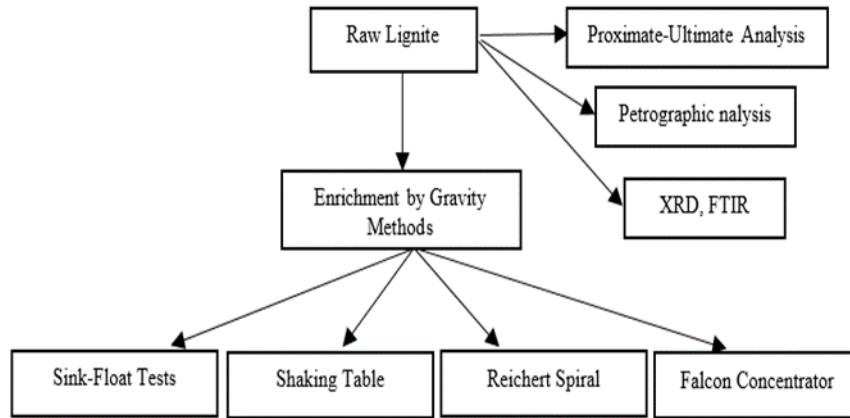 Raw Lignite
Proximate-Ultimate Analysis
Petrographic nalysis
XRD, FTIR
Enrichment by Gravity
Methods
Sink-Float Tests
Shaking Table
Reichert Spiral
Falcon Concentrator